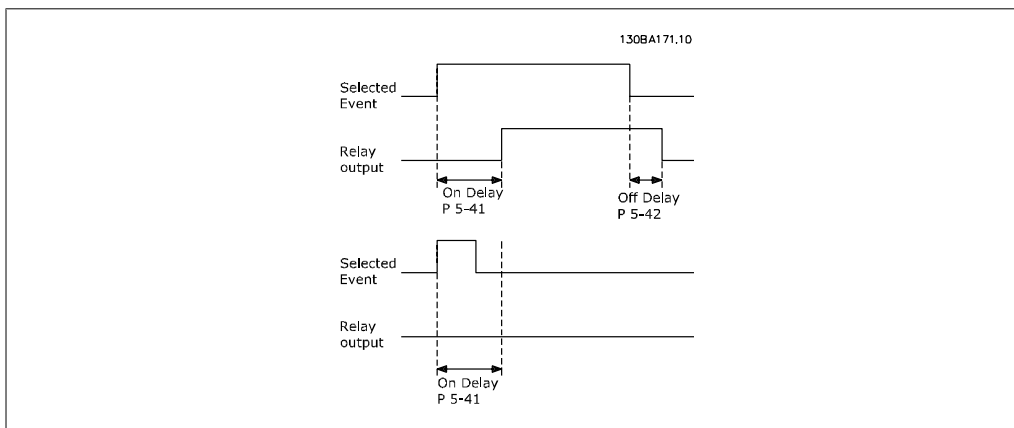 130BA171.10
Selected
Event
Relay
output
On Delay
P 5-41
Off Delay
P 5-42
Selected
Event
Relay
output
On Delay
P 5-41